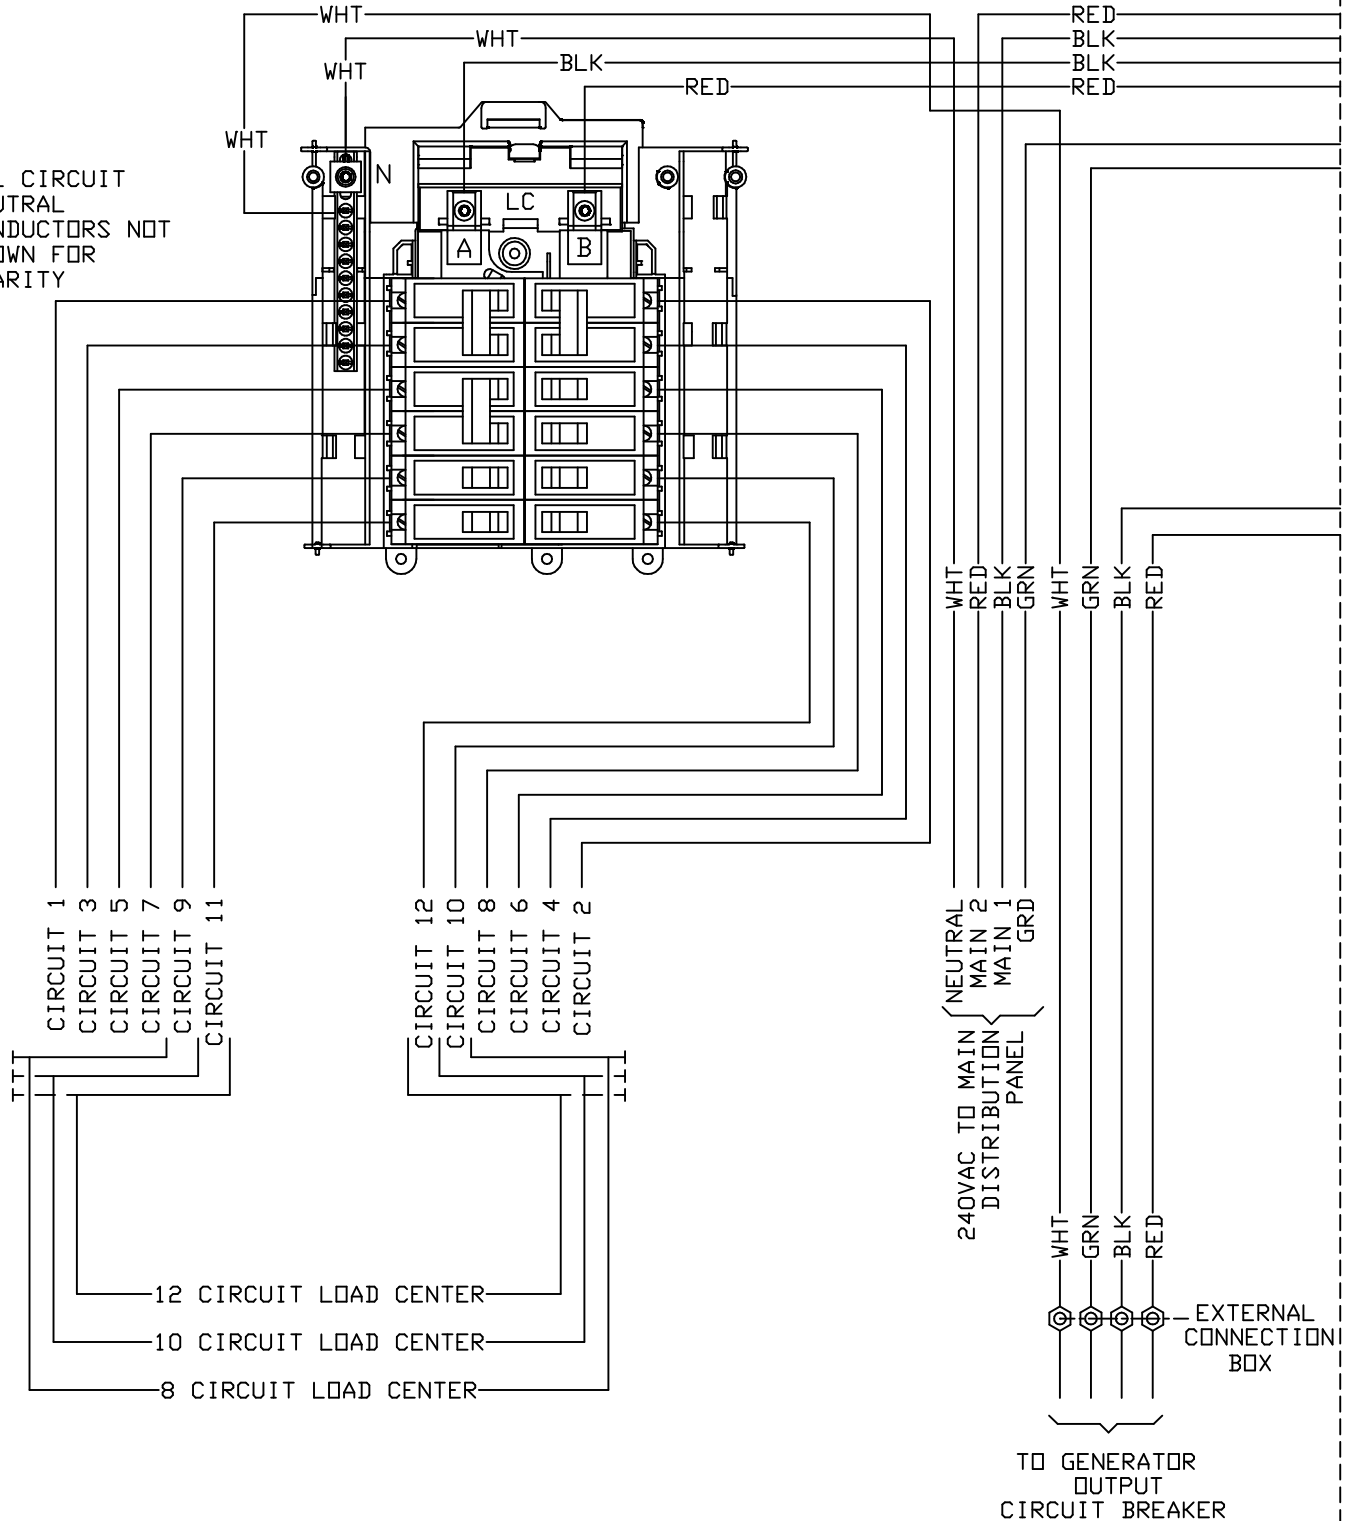 WHT
RED
WHT
BLK
WHT
BLK
BLK
RED
RED
WHT
N
CIRCUIT
NDUCTORS NOT
OWN FOR
ARITY
LC
A
B
WHT
RED
BLK
GRN
WHT
GRN
BLK
RED
CIRCUIT 1
CIRCUIT 3
CIRCUIT 5
CIRCUIT 7
CIRCUIT 9
CIRCUIT 11
CIRCUIT 12
CIRCUIT 10
CIRCUIT 8
CIRCUIT 6
CIRCUIT 4
CIRCUIT 2
NEUTRAL
MAIN 2
MAIN 1
GRD
240VAC TO MAIN
DISTRIBUTION
PANEL
WHT
GRN
BLK
RED
12 CIRCUIT LOAD CENTER
10 CIRCUIT LOAD CENTER
8 CIRCUIT LOAD CENTER
EXTERNAL
CONNECTION
BOX
TO GENERATOR
OUTPUT
CIRCUIT BREAKER